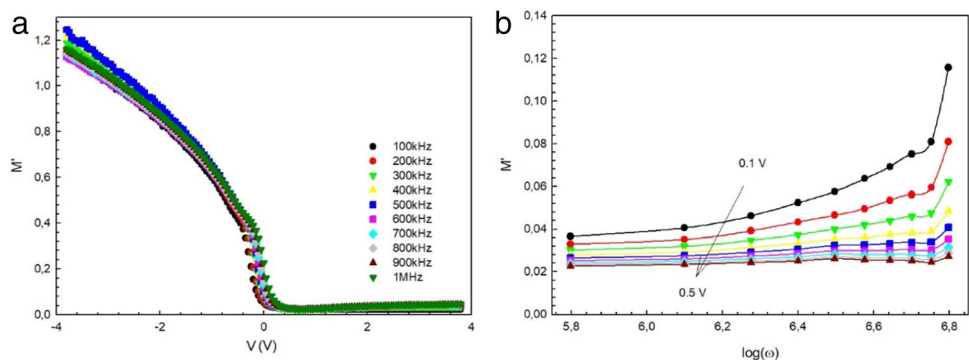 a
1,2
1,0
0,8
0,6
0,4
0,2
0,0
M'
-4
-2
0
2
4
V (V)
100kHz
200kHz
300kHz
400kHz
500kHz
600kHz
700kHz
800kHz
900kHz
1MHz
b
0,14
0,12
0,10
0,08
0,06
0,04
0,02
0,00
M'
5,8
6,0
6,2
6,4
6,6
6,6
6,8
log(ω)
0.1 V
0.5 V